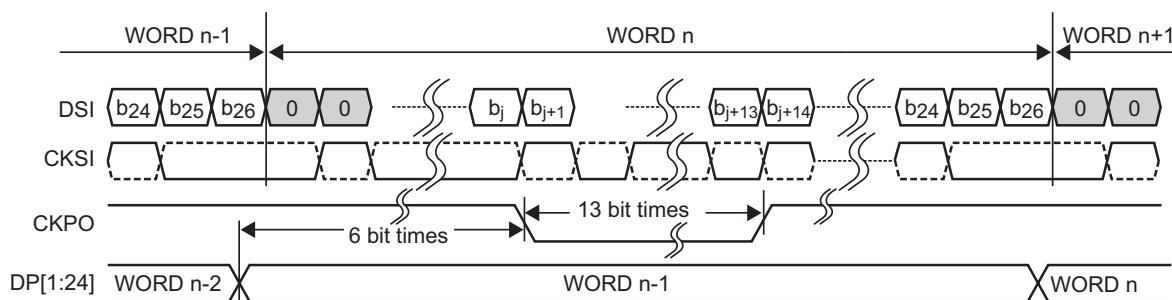 WORD n-1 WORD n WORD n+1
DSI b24 b25 b26 0 0 bj bj+1 bj+13 bj+14 b24 b25 b26 0 0
CKSI
CKPO 6 bit times 13 bit times
DP[1:24] WORD n-2 WORD n-1 WORD n